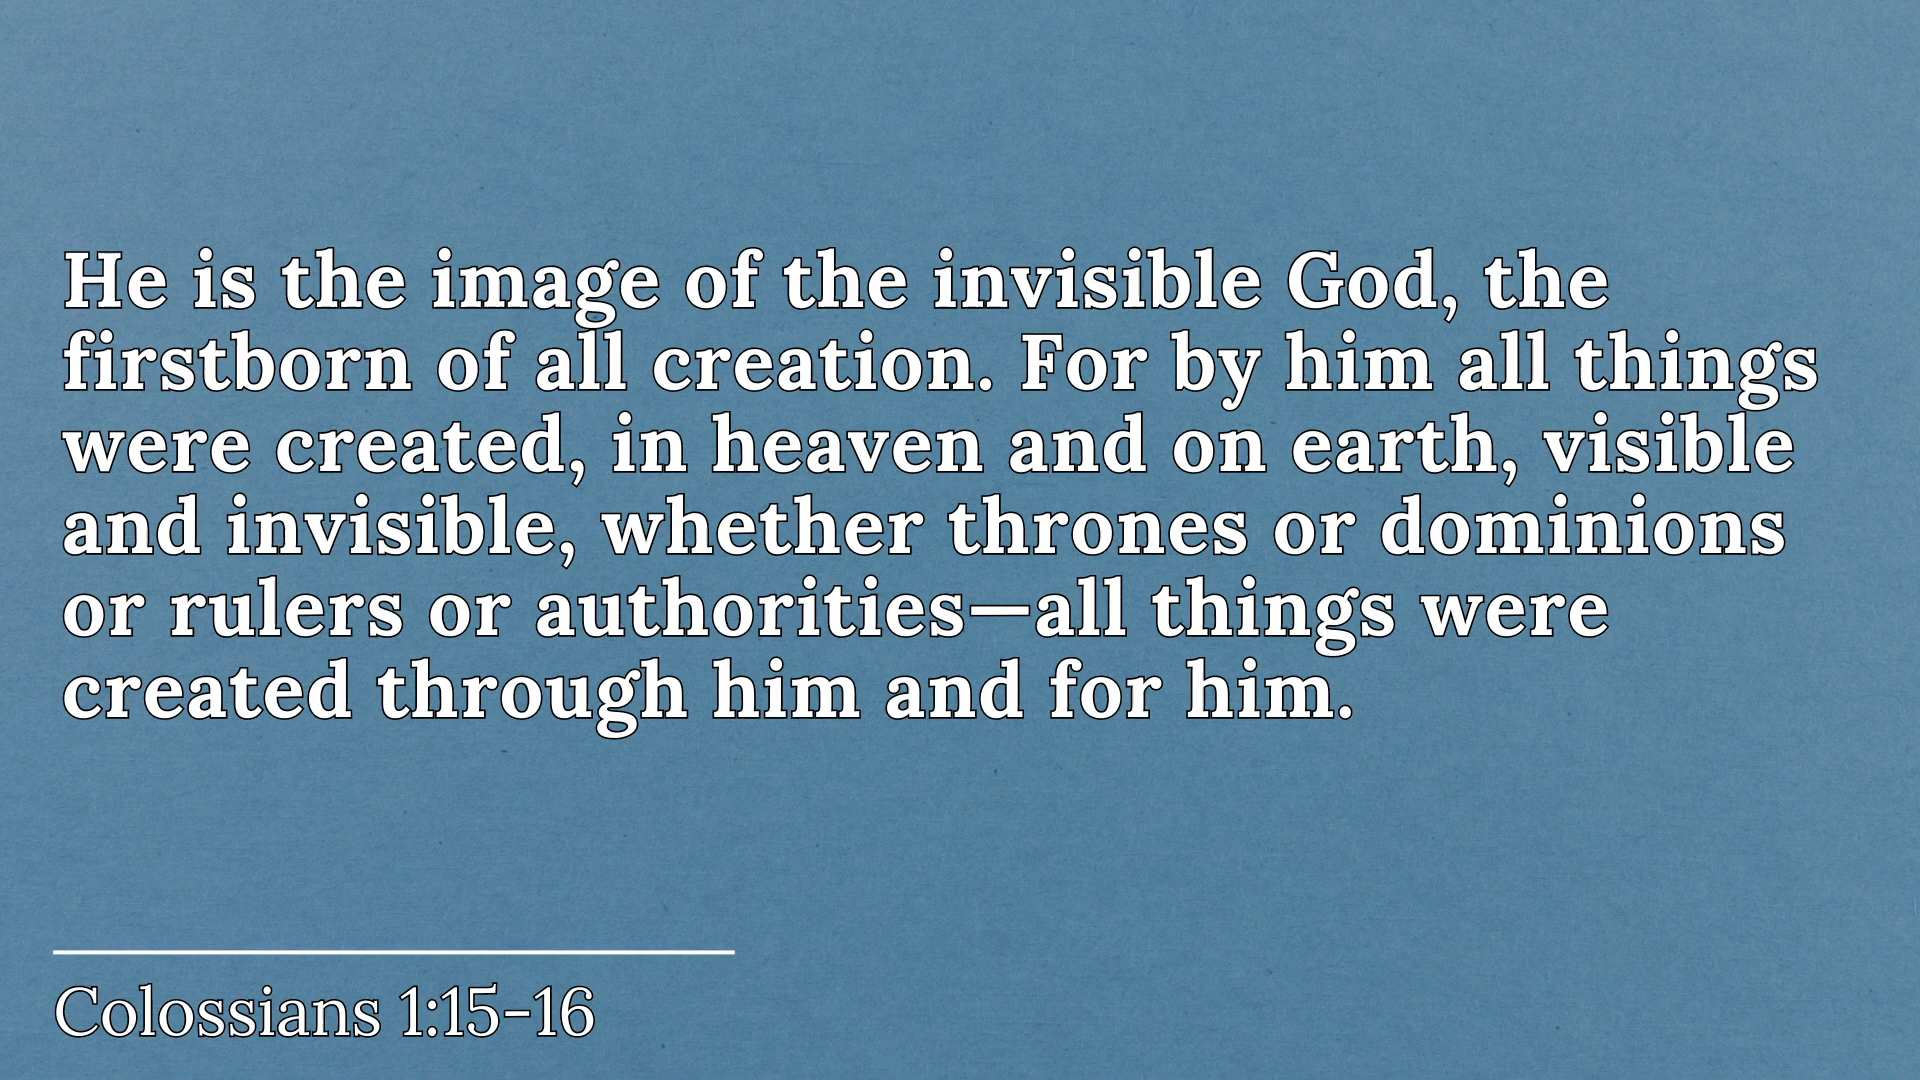 He is the image of the invisible God, the
firstborn of all creation. For by him all things
were created, in heaven and on earth, visible
and invisible, whether thrones or dominions
or rulers or authorities—all things were
created through him and for him.
Colossians 1:15-16